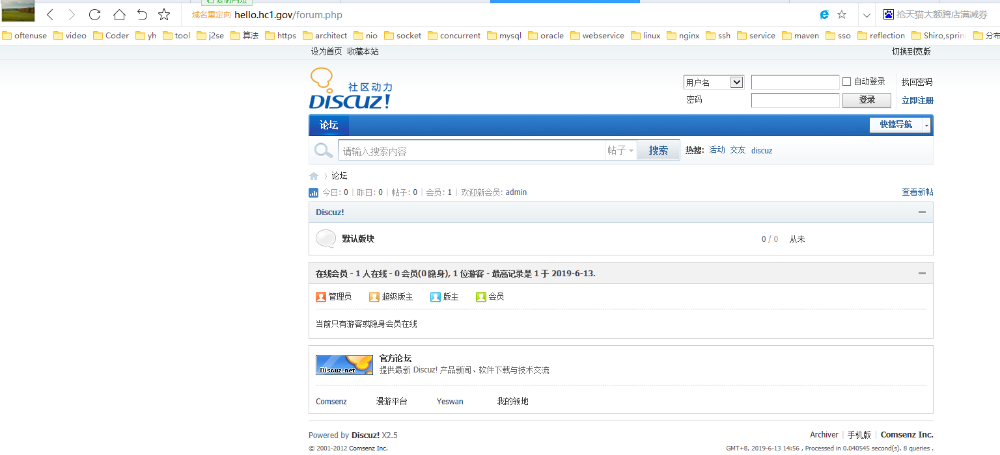 复制网址
域名重定向 hello.hc1.gov/forum.php 抢天猫大额跨店满减券
oftenuse video Coder yh tool j2se 算法 https architect nio socket concurrent mysql oracle webservice linux nginx ssh service maven sso reflection Shiro,sprin 分布
设为首页 收藏本站 切换到宽版
社区动力
DISCUZ!
用户名 自动登录 找回密码
密码 登录 立即注册
论坛 快捷导航
请输入搜索内容 帖子 搜索 热搜: 活动 交友 discuz
论坛
今日: 0 | 昨日: 0 | 帖子: 0 | 会员: 1 | 欢迎新会员: admin 查看新帖
Discuz!
默认版块 0 / 0 从未
在线会员 - 1 人在线 - 0 会员(0 隐身), 1 位游客 - 最高记录是 1 于 2019-6-13.
管理员 超级版主 版主 会员
当前只有游客或隐身会员在线
Discuz.net 官方论坛
提供最新 Discuz! 产品新闻、软件下载与技术交流
Comsenz 漫游平台 Yeswan 我的领地
Powered by Discuz! X2.5 Archiver | 手机版 | Comsenz Inc.
© 2001-2012 Comsenz Inc. GMT+8, 2019-6-13 14:56 , Processed in 0.040545 second(s), 8 queries .